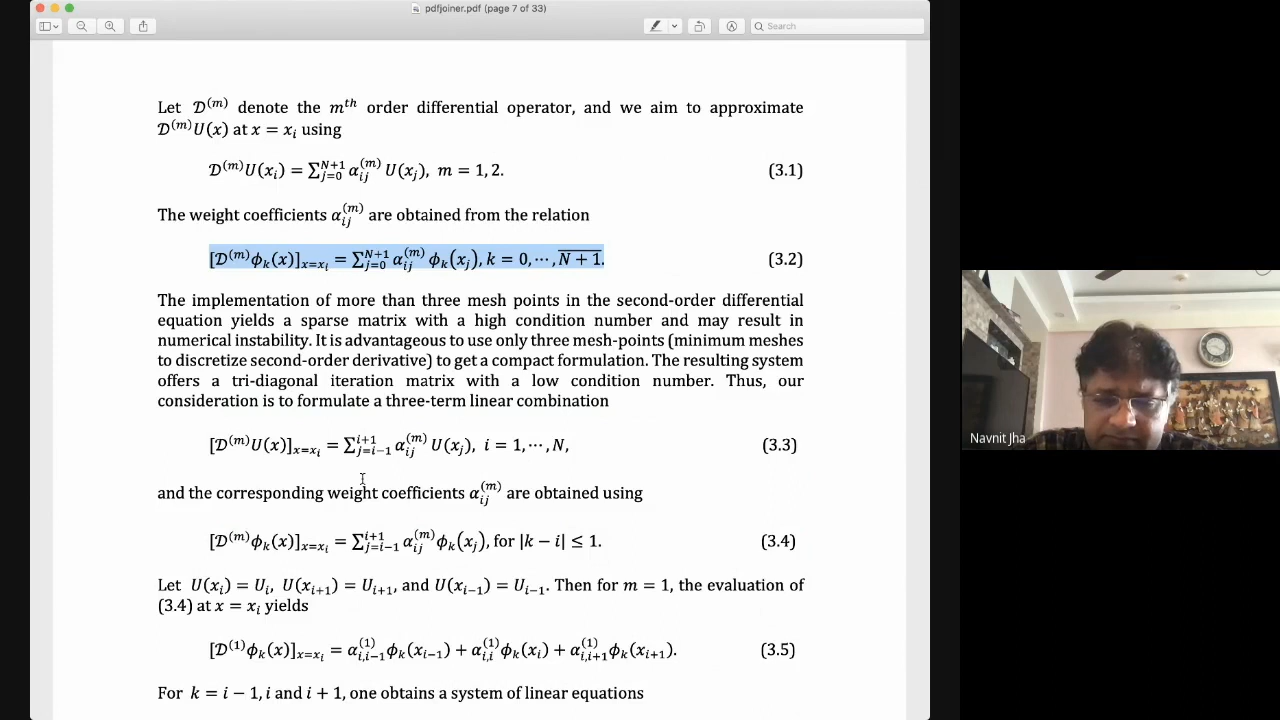 pdfjoiner.pdf (page 7 of 33)
Search
Let 𝒟^(m) denote the m^th order differential operator, and we aim to approximate
𝒟^(m)U(x) at x = x_i using
𝒟^(m)U(x_i) = ∑_{j=0}^{N+1} α_{ij}^{(m)} U(x_j), m = 1, 2. (3.1)
The weight coefficients α_{ij}^{(m)} are obtained from the relation
[𝒟^(m)ϕ_k(x)]_{x=x_i} = ∑_{j=0}^{N+1} α_{ij}^{(m)} ϕ_k(x_j), k = 0, ⋯, \overline{N + 1}. (3.2)
The implementation of more than three mesh points in the second-order differential
equation yields a sparse matrix with a high condition number and may result in
numerical instability. It is advantageous to use only three mesh-points (minimum meshes
to discretize second-order derivative) to get a compact formulation. The resulting system
offers a tri-diagonal iteration matrix with a low condition number. Thus, our
consideration is to formulate a three-term linear combination
[𝒟^(m)U(x)]_{x=x_i} = ∑_{j=i−1}^{i+1} α_{ij}^{(m)} U(x_j), i = 1, ⋯, N, (3.3)
and the corresponding weight coefficients α_{ij}^{(m)} are obtained using
[𝒟^(m)ϕ_k(x)]_{x=x_i} = ∑_{j=i−1}^{i+1} α_{ij}^{(m)} ϕ_k(x_j), for |k − i| ≤ 1. (3.4)
Let U(x_i) = U_i, U(x_{i+1}) = U_{i+1}, and U(x_{i−1}) = U_{i−1}. Then for m = 1, the evaluation of
(3.4) at x = x_i yields
[𝒟^(1)ϕ_k(x)]_{x=x_i} = α_{i,i−1}^{(1)} ϕ_k(x_{i−1}) + α_{i,i}^{(1)} ϕ_k(x_i) + α_{i,i+1}^{(1)} ϕ_k(x_{i+1}). (3.5)
For k = i − 1, i and i + 1, one obtains a system of linear equations
Navnit Jha